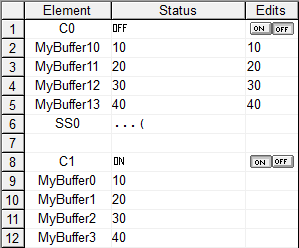 Element Status Edits
1 C0 OFF ON OFF
2 MyBuffer10 10 10
3 MyBuffer11 20 20
4 MyBuffer12 30 30
5 MyBuffer13 40 40
6 SS0 ...(
7
8 C1 ON ON OFF
9 MyBuffer0 10
10 MyBuffer1 20
11 MyBuffer2 30
12 MyBuffer3 40